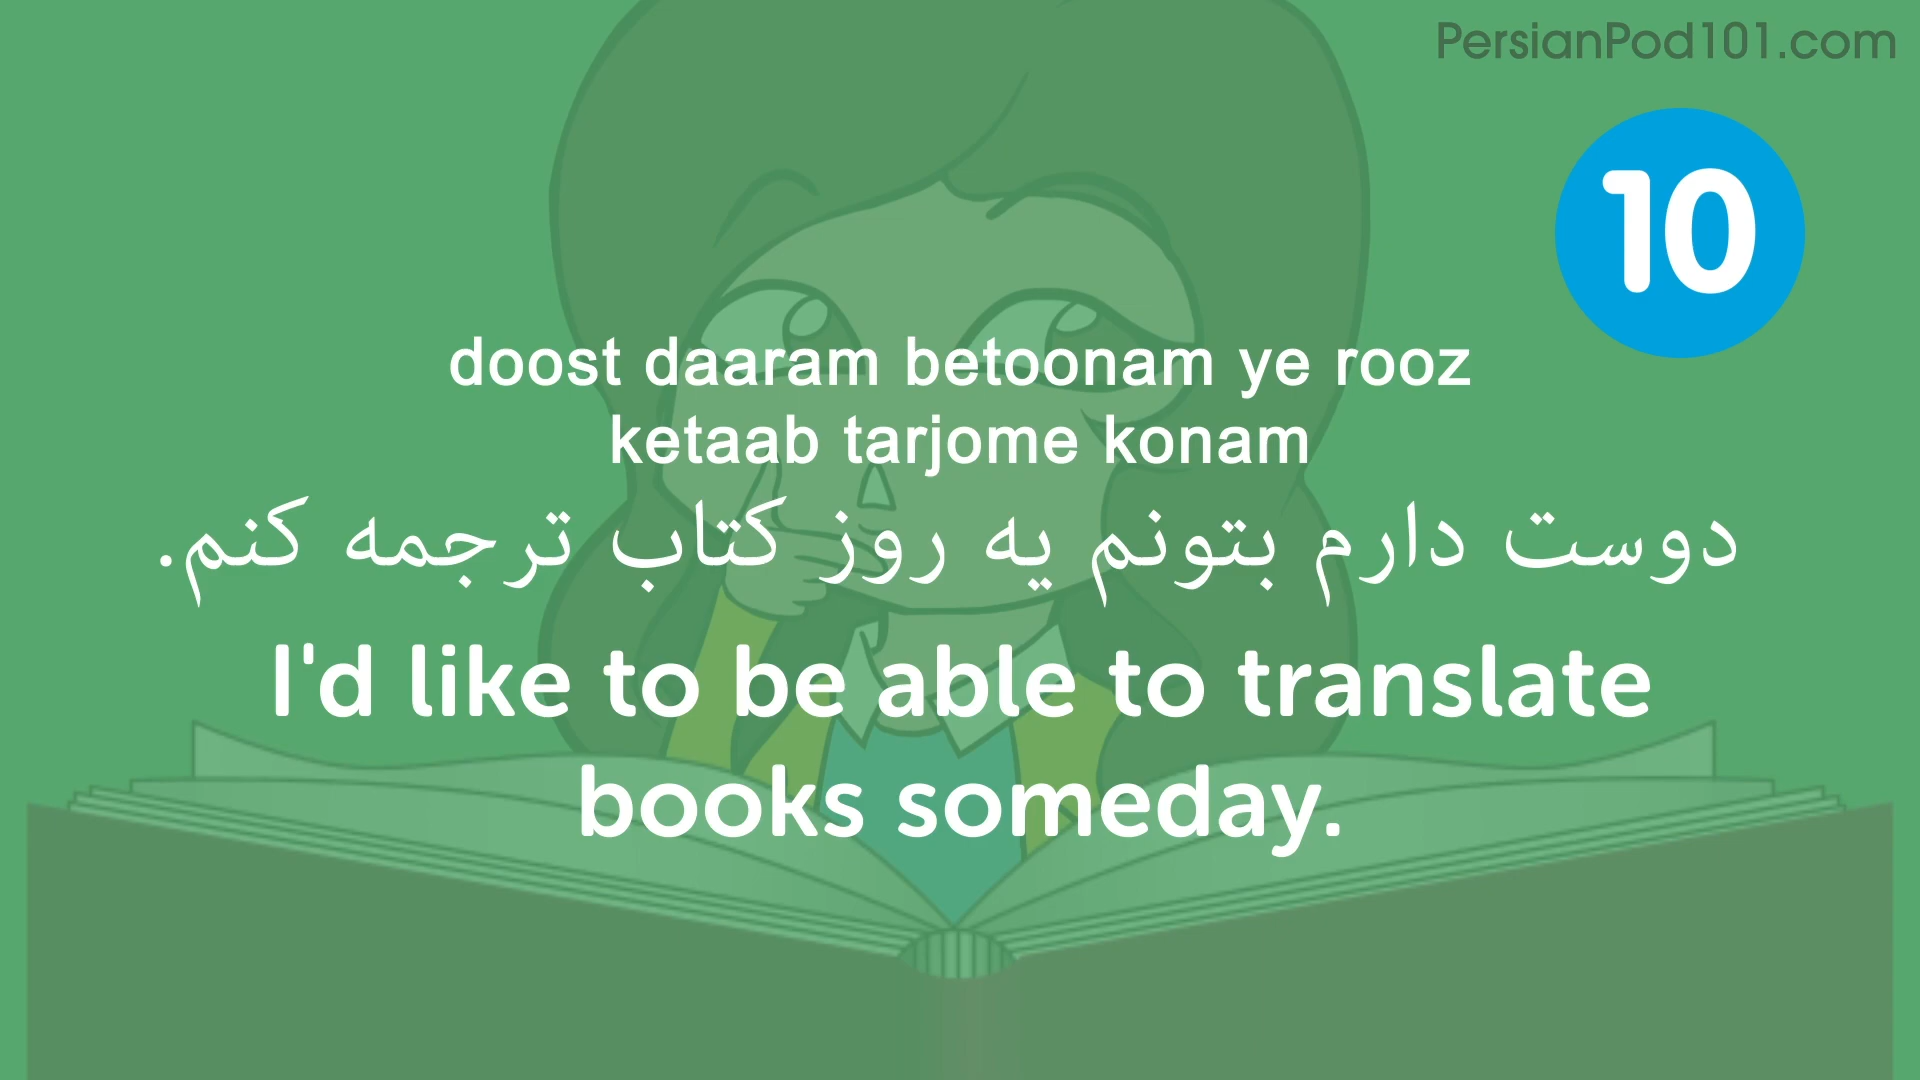 PersianPod101.com
10
doost daaram betoonam ye rooz
ketaab tarjome konam
دوست دارم بتونم یه روز کتاب ترجمه کنم.
I'd like to be able to translate
books someday.